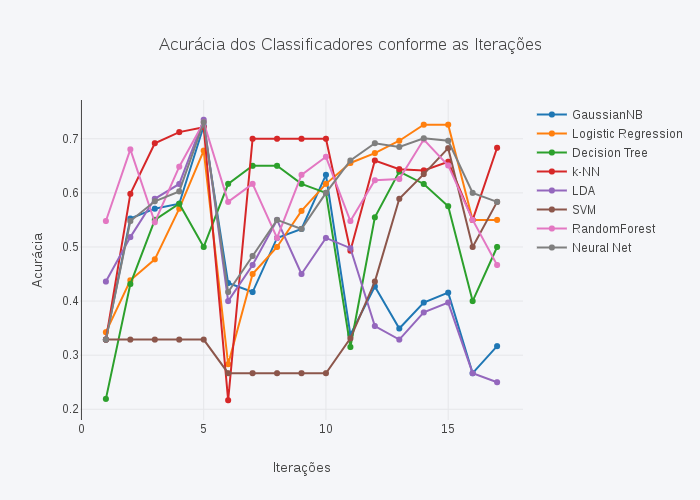 Acurácia dos Classificadores conforme as Iterações
GaussianNB
Logistic Regression
Decision Tree
k-NN
LDA
SVM
RandomForest
Neural Net
Acurácia
0.7
0.6
0.5
0.4
0.3
0.2
0
5
10
15
Iterações